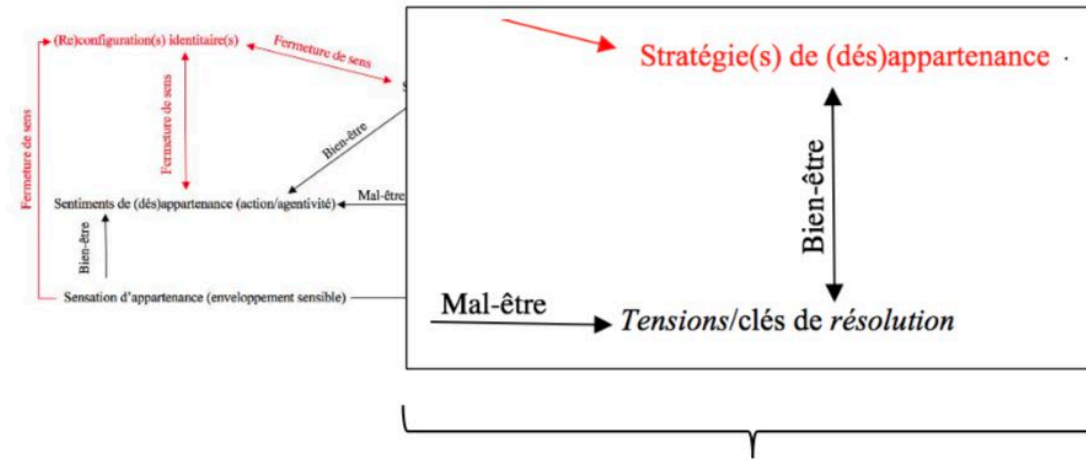 (Re)configuration(s) identitaire(s)
Fermeture de sens
Fermeture de sens
Fermeture de sens
Bien-être
Sentiments de (dés)appartenance (action/agentivité)
Mal-être
Bien-être
Sensation d'appartenance (enveloppement sensible)
Stratégie(s) de (dés)appartenance
Bien-être
Mal-être
Tensions/clés de résolution